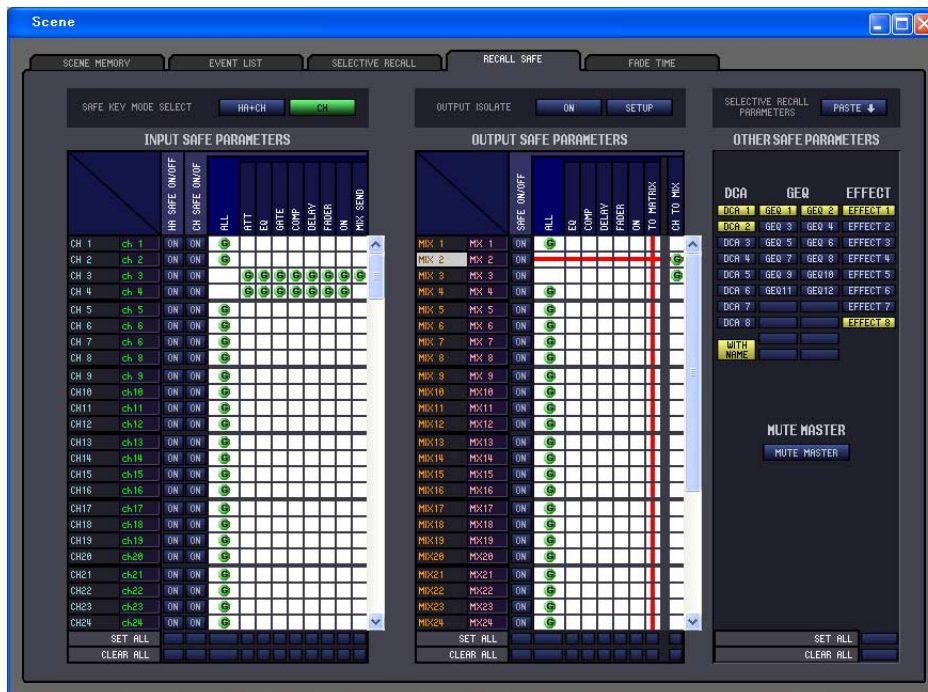 Scene
SCENE MEMORY EVENT LIST SELECTIVE RECALL RECALL SAFE FADE TIME
SAFE KEY MODE SELECT HA+CH CH OUTPUT ISOLATE ON SETUP SELECTIVE RECALL PARAMETERS PASTE
INPUT SAFE PARAMETERS OUTPUT SAFE PARAMETERS OTHER SAFE PARAMETERS
HA SAFE ON/OFF
CH SAFE ON/OF
ALL
ATT
EQ
GATE
COMP
DELAY
FADER
ON
MIX SEND
CH 1 ch 1 ON ON G
CH 2 ch 2 ON ON G
CH 3 ch 3 ON ON G G G G G G G G
CH 4 ch 4 ON ON G G G G G G G
CH 5 ch 5 ON ON G
CH 6 ch 6 ON ON G
CH 7 ch 6 ON ON G
CH 8 ch 8 ON ON G
CH 9 ch 9 ON ON G
CH10 ch10 ON ON G
CH11 ch11 ON ON G
CH12 ch12 ON ON G
CH13 ch13 ON ON G
CH14 ch14 ON ON G
CH15 ch15 ON ON G
CH16 ch16 ON ON G
CH17 ch17 ON ON G
CH18 ch18 ON ON G
CH19 ch19 ON ON G
CH20 ch20 ON ON G
CH21 ch21 ON ON G
CH22 ch22 ON ON G
CH23 ch23 ON ON G
CH24 ch24 ON ON G
SET ALL
CLEAR ALL
SAFE ON/OFF
ALL
EQ
COMP
DELAY
FADER
ON
TO MATRIX
CH TO MIX
MIX 1 MX 1 ON G
MIX 2 MX 2 ON G
MIX 3 MX 3 ON G
MIX 4 MX 4 ON G
MIX 5 MX 5 ON G
MIX 6 MX 6 ON G
MIX 7 MX 7 ON G
MIX 8 MX 8 ON G
MIX 9 MX 9 ON G
MIX10 MX10 ON G
MIX11 MX11 ON G
MIX12 MX12 ON G
MIX13 MX13 ON G
MIX14 MX14 ON G
MIX15 MX15 ON G
MIX16 MX16 ON G
MIX17 MX17 ON G
MIX18 MX18 ON G
MIX19 MX19 ON G
MIX20 MX20 ON G
MIX21 MX21 ON G
MIX22 MX22 ON G
MIX23 MX23 ON G
MIX24 MX24 ON G
SET ALL
CLEAR ALL
DCA GEQ EFFECT
DCA 1 GEQ 1 GEQ 2 EFFECT 1
DCA 2 GEQ 3 GEQ 4 EFFECT 2
DCA 3 GEQ 5 GEQ 6 EFFECT 3
DCA 4 GEQ 7 GEQ 8 EFFECT 4
DCA 5 GEQ 9 GEQ10 EFFECT 5
DCA 6 GEQ11 GEQ12 EFFECT 6
DCA 7 EFFECT 7
DCA 8 EFFECT 8
WITH NAME
MUTE MASTER
MUTE MASTER
SET ALL
CLEAR ALL